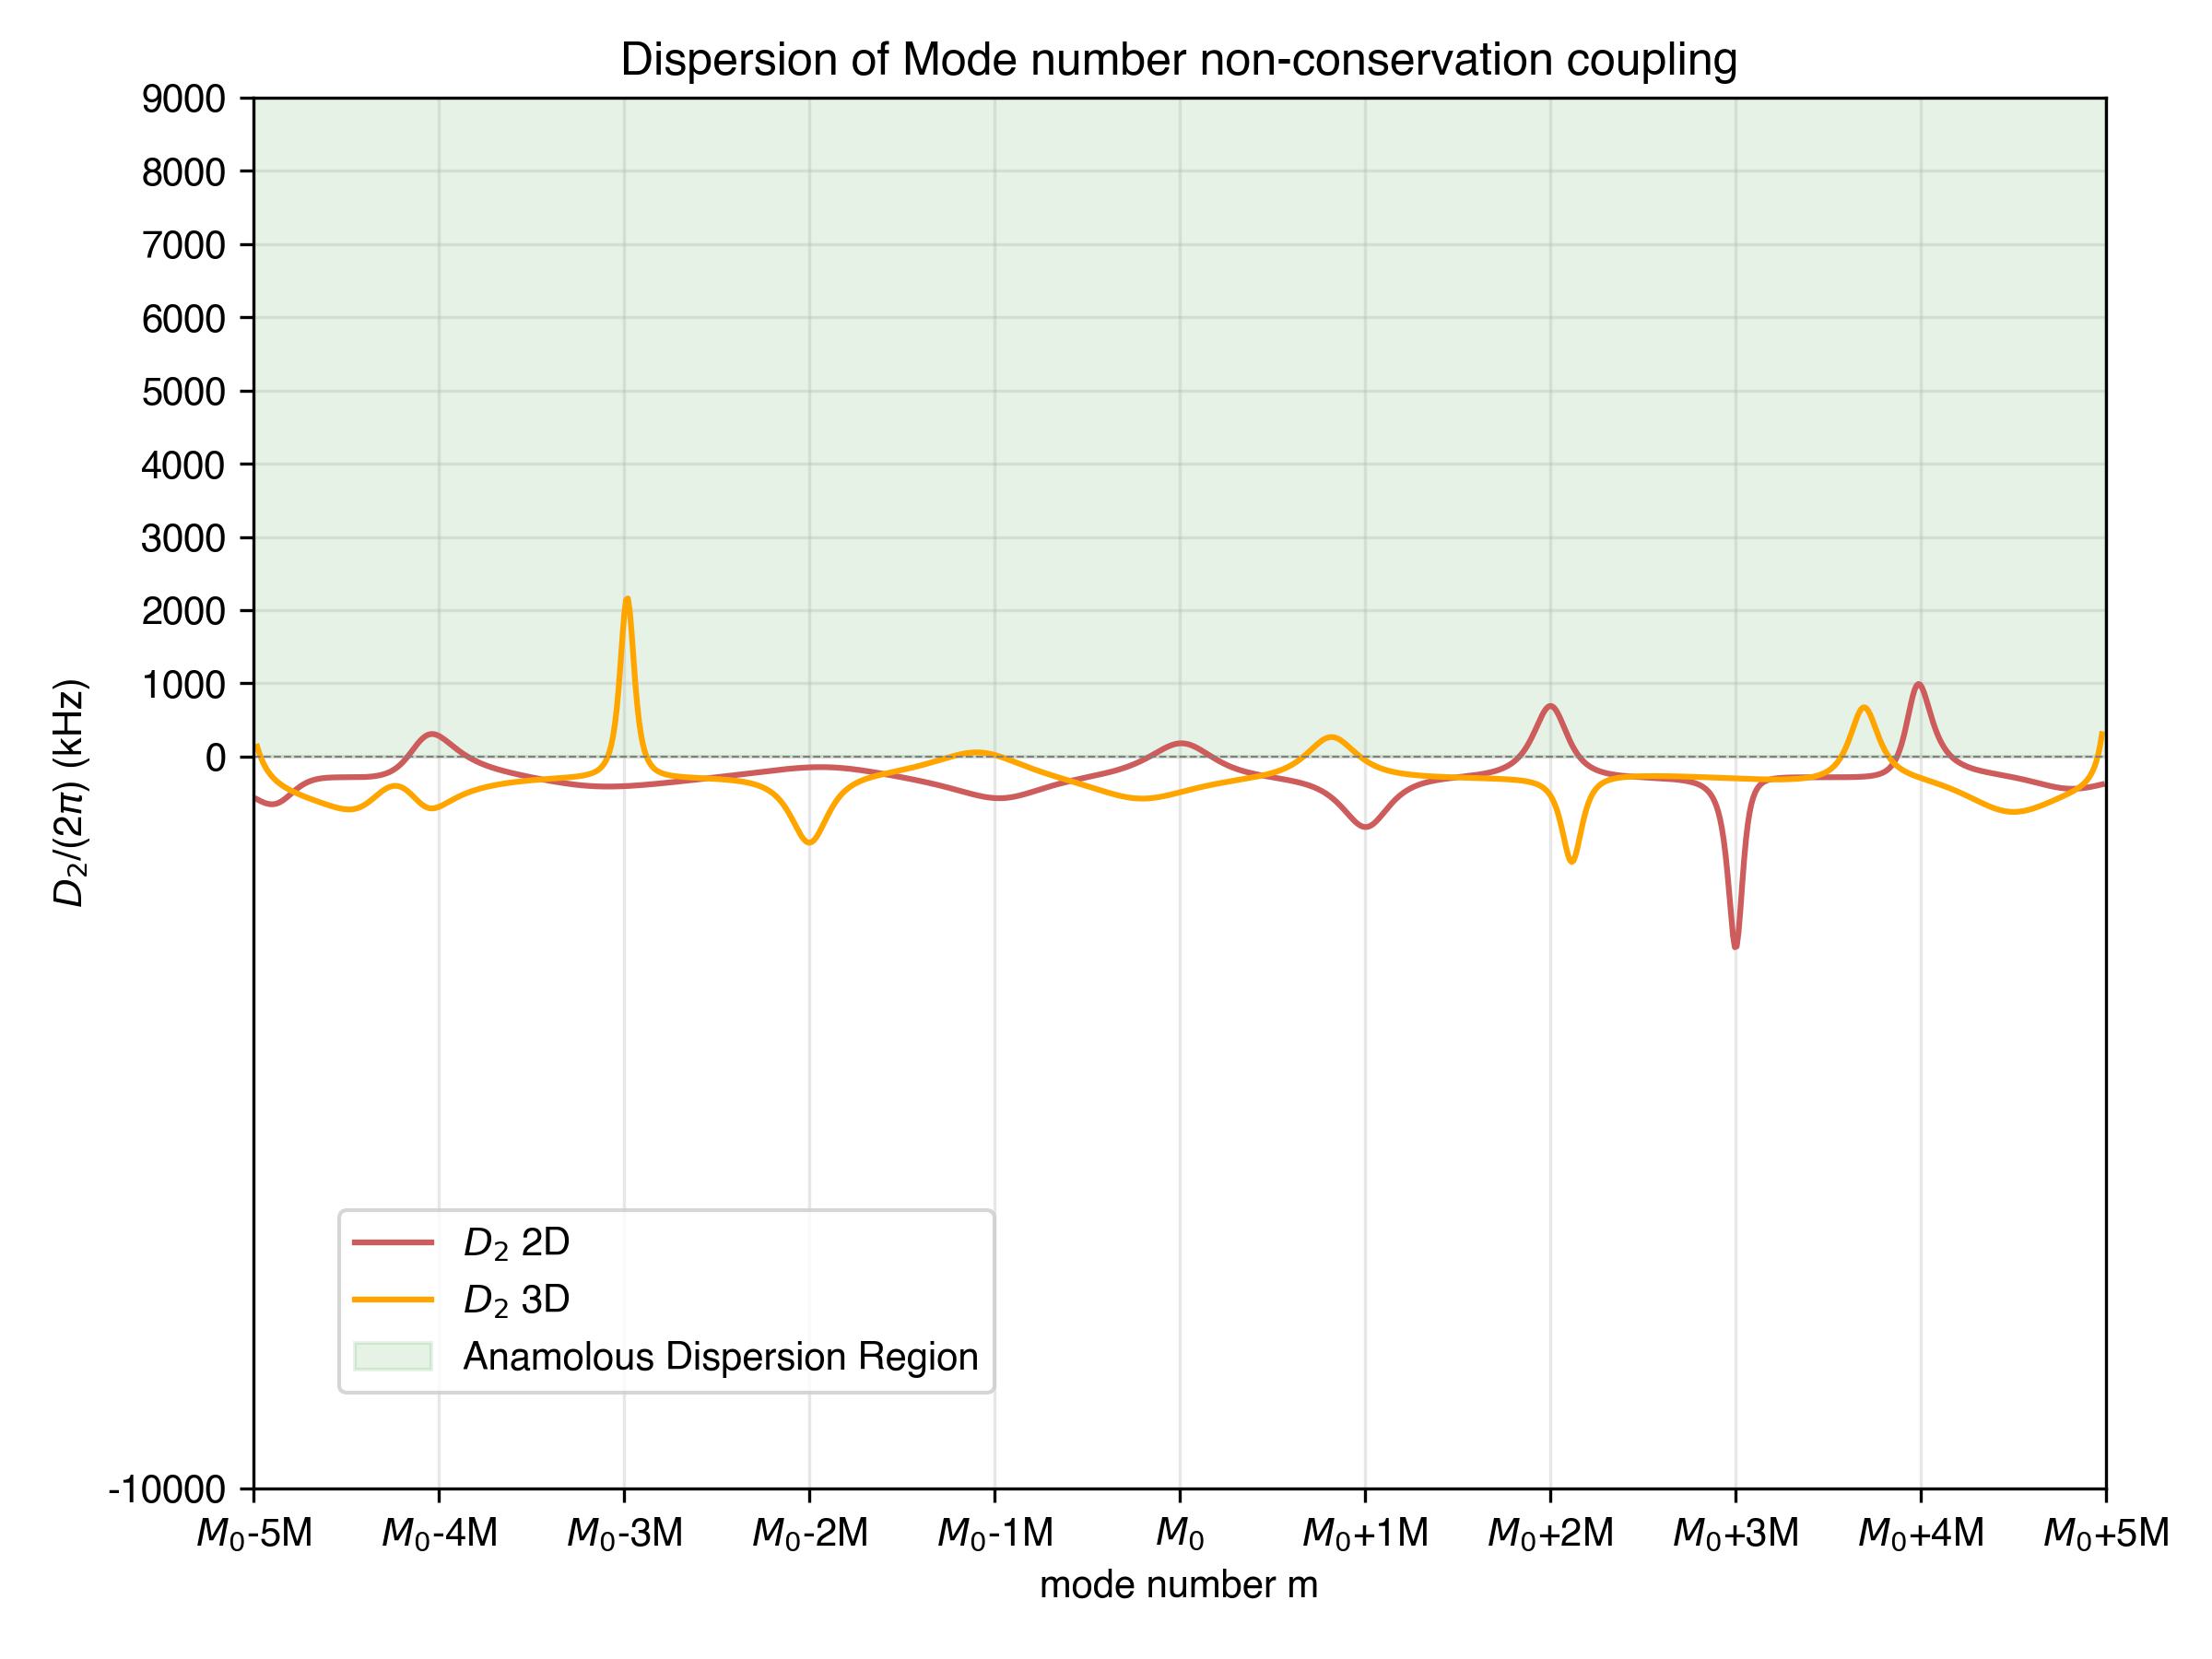 Dispersion of Mode number non-conservation coupling
9000
8000
7000
6000
5000
4000
3000
2000
1000
0
-10000
D₂/(2π) (kHz)
D₂ 2D
D₂ 3D
Anamolous Dispersion Region
M₀-5M M₀-4M M₀-3M M₀-2M M₀-1M M₀ M₀+1M M₀+2M M₀+3M M₀+4M M₀+5M
mode number m